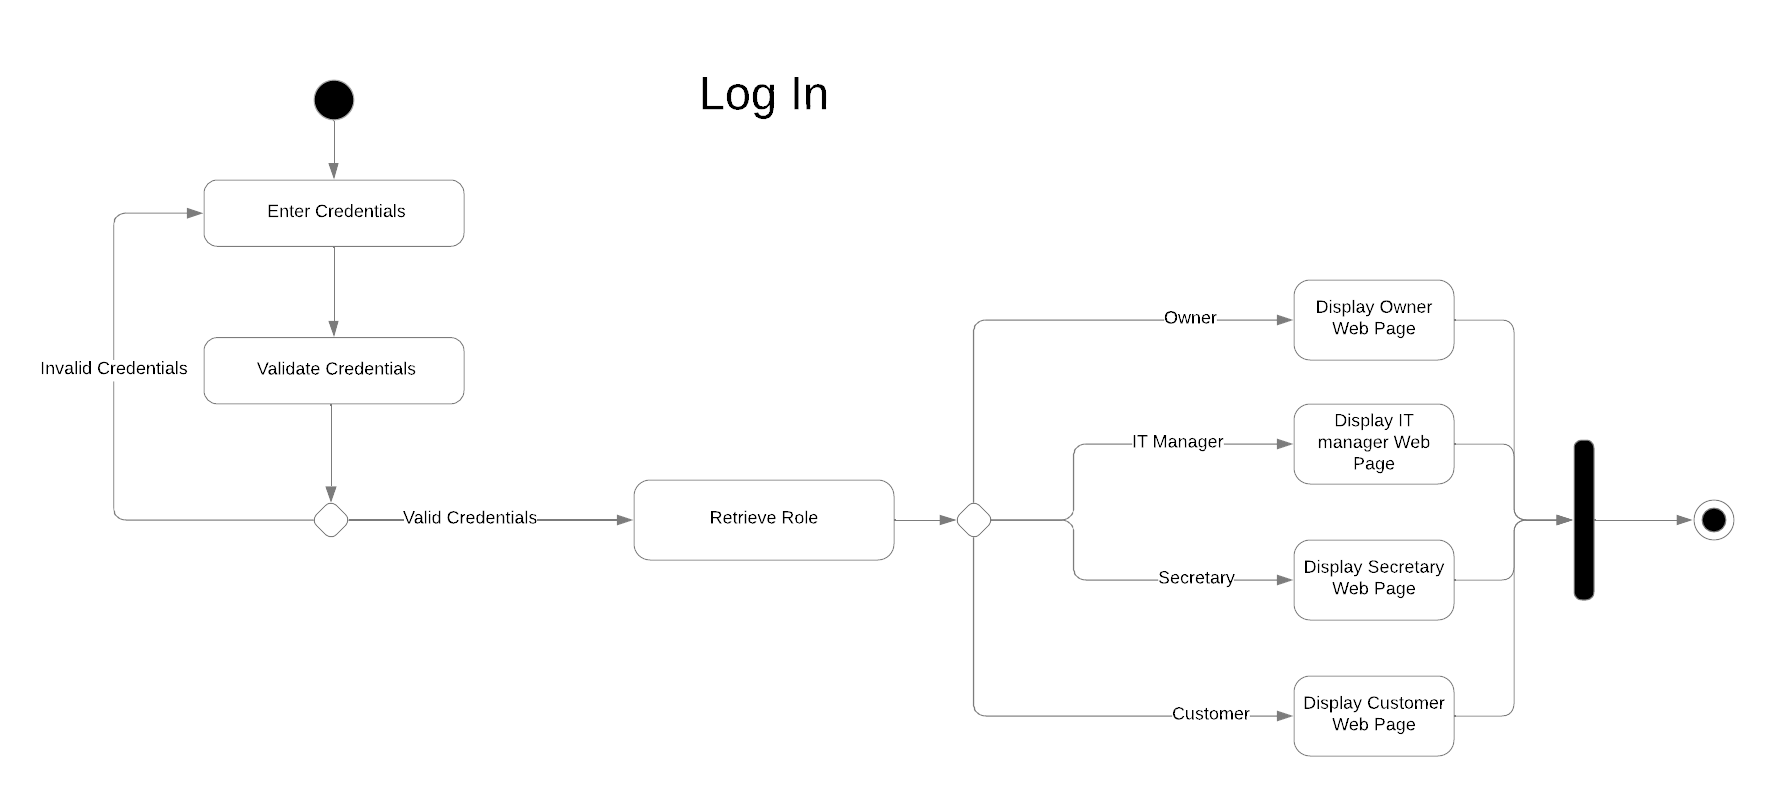 Log In
Enter Credentials
Invalid Credentials
Validate Credentials
Valid Credentials
Retrieve Role
Owner
Display Owner
Web Page
IT Manager
Display IT
manager Web
Page
Secretary
Display Secretary
Web Page
Customer
Display Customer
Web Page